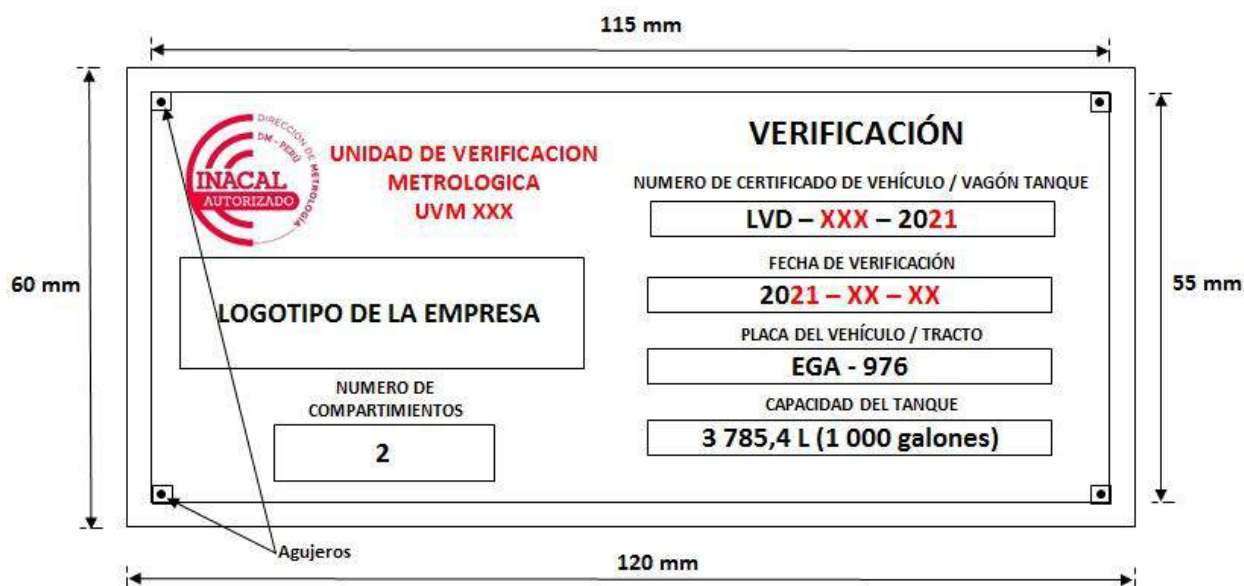 115 mm
DIRECCIÓN DE METROLOGÍA
DM - PERÚ
INACAL
AUTORIZADO
UNIDAD DE VERIFICACION
METROLOGICA
UVM XXX
VERIFICACIÓN
NUMERO DE CERTIFICADO DE VEHÍCULO / VAGÓN TANQUE
LVD – XXX – 2021
FECHA DE VERIFICACIÓN
2021 – XX – XX
60 mm
LOGOTIPO DE LA EMPRESA
55 mm
PLACA DEL VEHÍCULO / TRACTO
EGA - 976
NUMERO DE
COMPARTIMIENTOS
2
CAPACIDAD DEL TANQUE
3 785,4 L (1 000 galones)
Agujeros
120 mm